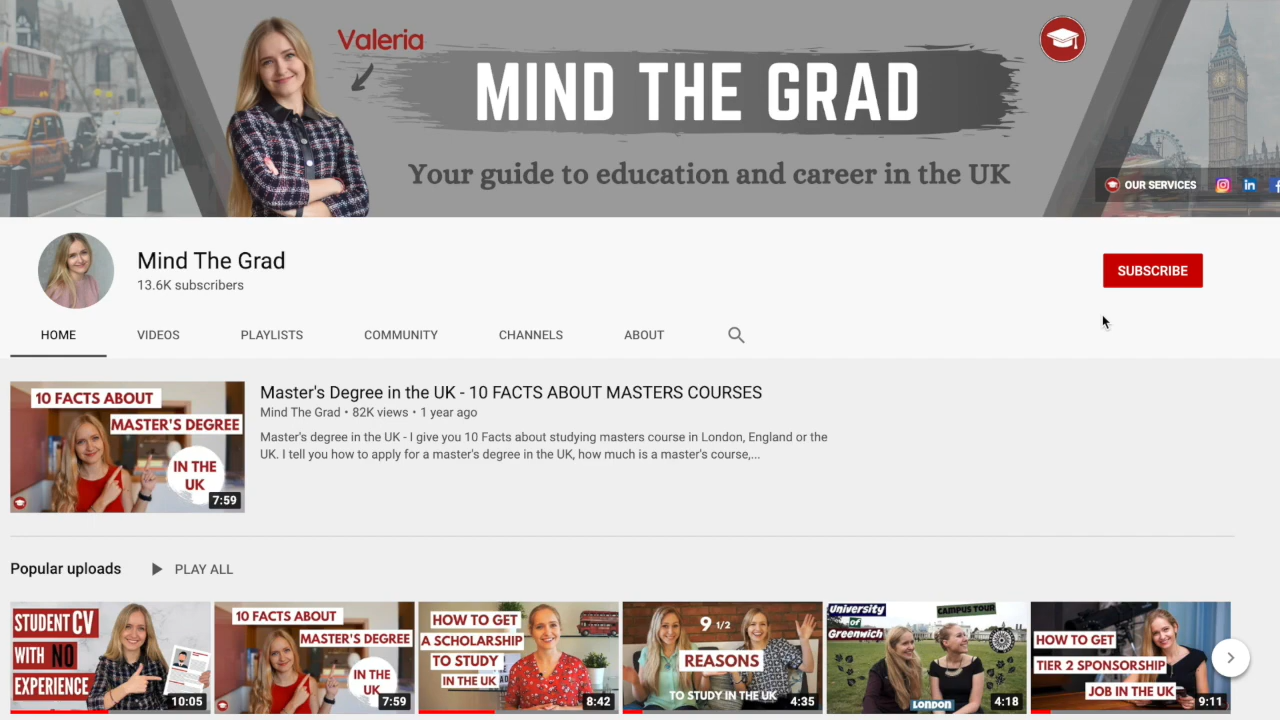 Valeria
MIND THE GRAD
Your guide to education and career in the UK
OUR SERVICES
Mind The Grad
13.6K subscribers
SUBSCRIBE
HOME VIDEOS PLAYLISTS COMMUNITY CHANNELS ABOUT
10 FACTS ABOUT
MASTER'S DEGREE
IN THE
UK
7:59
Master's Degree in the UK - 10 FACTS ABOUT MASTERS COURSES
Mind The Grad • 82K views • 1 year ago
Master's degree in the UK - I give you 10 Facts about studying masters course in London, England or the
UK. I tell you how to apply for a master's degree in the UK, how much is a master's course,...
Popular uploads PLAY ALL
STUDENT CV
WITH NO
EXPERIENCE
10:05
10 FACTS ABOUT
MASTER'S DEGREE
IN THE
UK
7:59
HOW TO GET
A SCHOLARSHIP
TO STUDY
IN THE UK
8:42
9 1/2
REASONS
TO STUDY IN THE UK
4:35
University
of
Greenwich
CAMPUS TOUR
LONDON
4:18
HOW TO GET
TIER 2 SPONSORSHIP
JOB IN THE UK
9:11